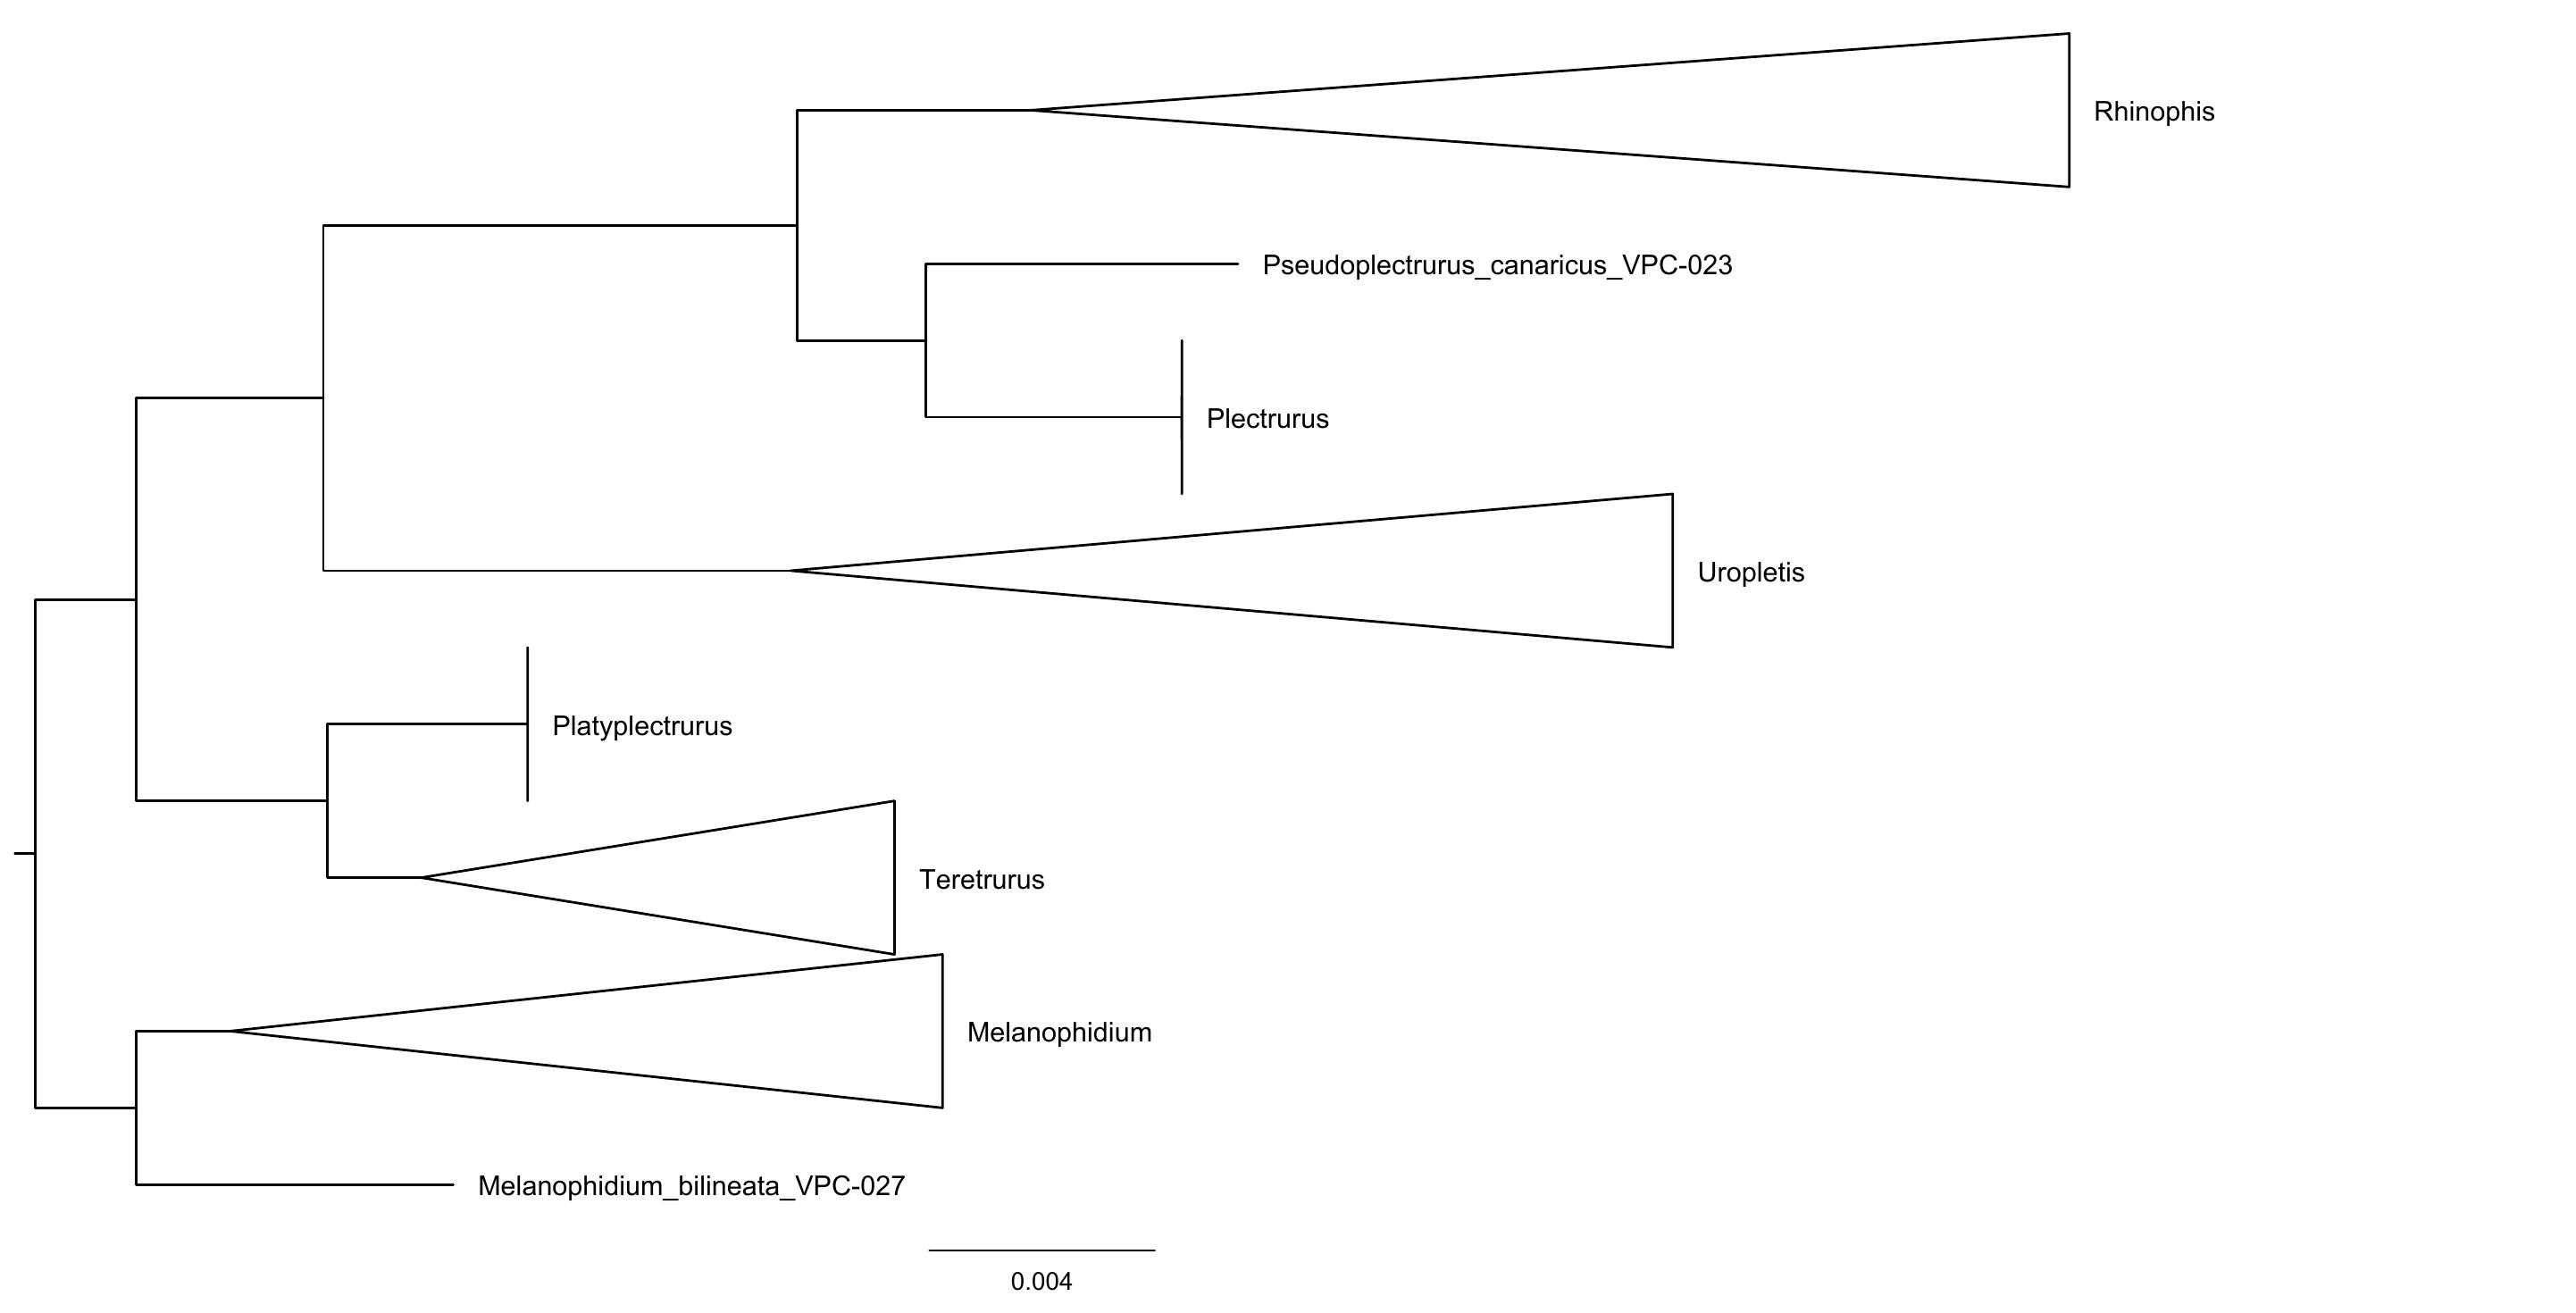 Rhinophis
Pseudoplectrurus_canaricus_VPC-023
Plectrurus
Uropletis
Platyplectrurus
Teretrurus
Melanophidium
Melanophidium_bilineata_VPC-027
0.004